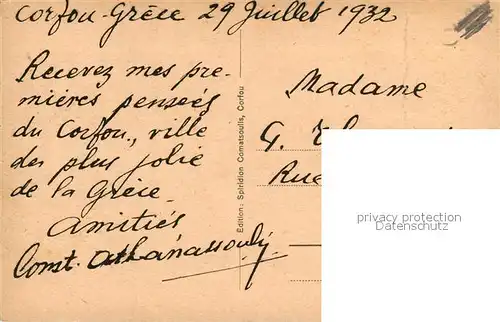 Corfou-Grèce 29 Juillet 1932
Recevez mes pre-
mières pensées
du Corfou, ville
des plus jolie
de la Grèce.
Amitiés
Const. Athanassouly
Edition: Spiridion Comatsoulis, Corfou
Madame
G.
Rue
privacy protection
Datenschutz